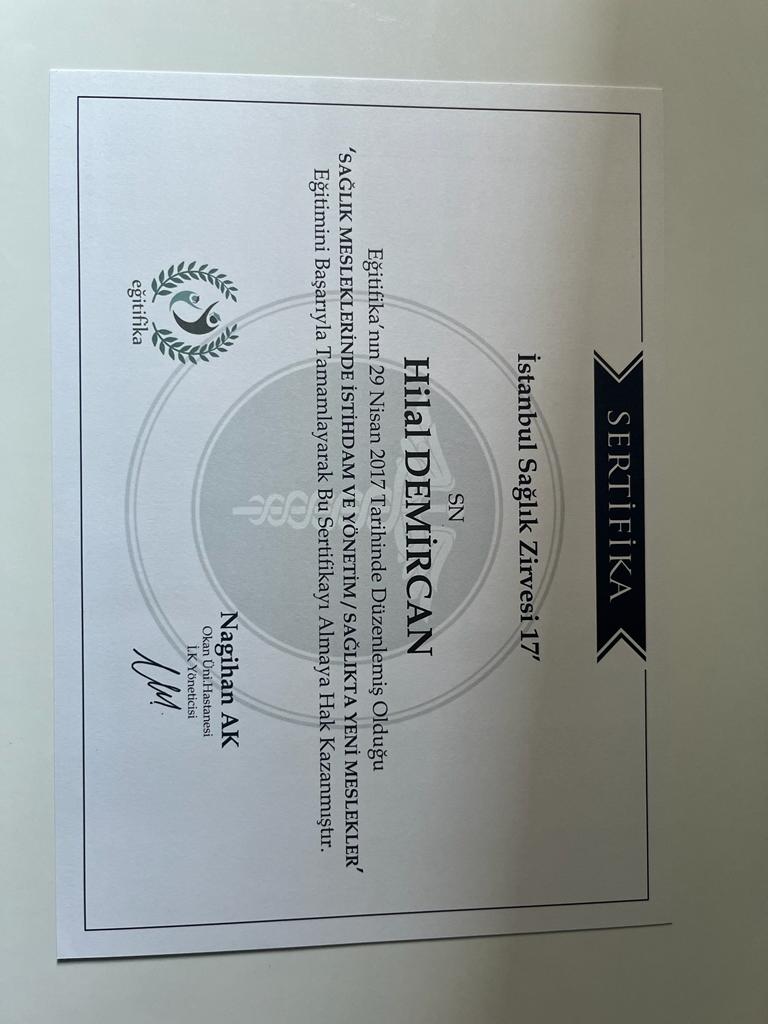 SERTİFİKA
İstanbul Sağlık Zirvesi 17'
SN
Hilal DEMİRCAN
Eğitifika'nın 29 Nisan 2017 Tarihinde Düzenlemiş Olduğu
'SAĞLIK MESLEKLERİNDE İSTİHDAM VE YÖNETİM / SAĞLIKTA YENİ MESLEKLER'
Eğitimini Başarıyla Tamamlayarak Bu Sertifikayı Almaya Hak Kazanmıştır.
eğitifika
Nagihan AK
Okan Üni.Hastanesi
İ.K Yöneticisi